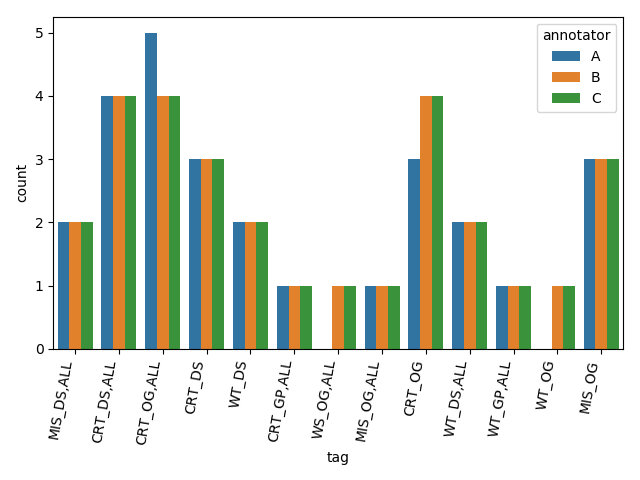 annotator
A
B
C
count
5
4
3
2
1
0
MIS_DS,ALL
CRT_DS,ALL
CRT_OG,ALL
CRT_DS
WT_DS
CRT_GP,ALL
WS_OG,ALL
MIS_OG,ALL
CRT_OG
WT_DS,ALL
WT_GP,ALL
WT_OG
MIS_OG
tag